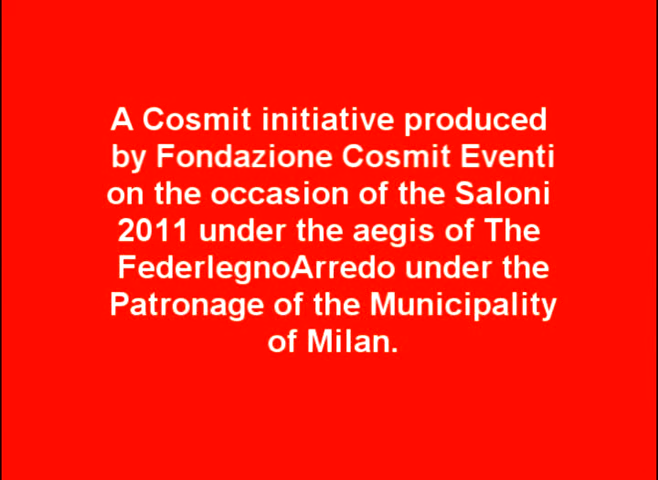 A Cosmit initiative produced
by Fondazione Cosmit Eventi
on the occasion of the Saloni
2011 under the aegis of The
FederlegnoArredo under the
Patronage of the Municipality
of Milan.